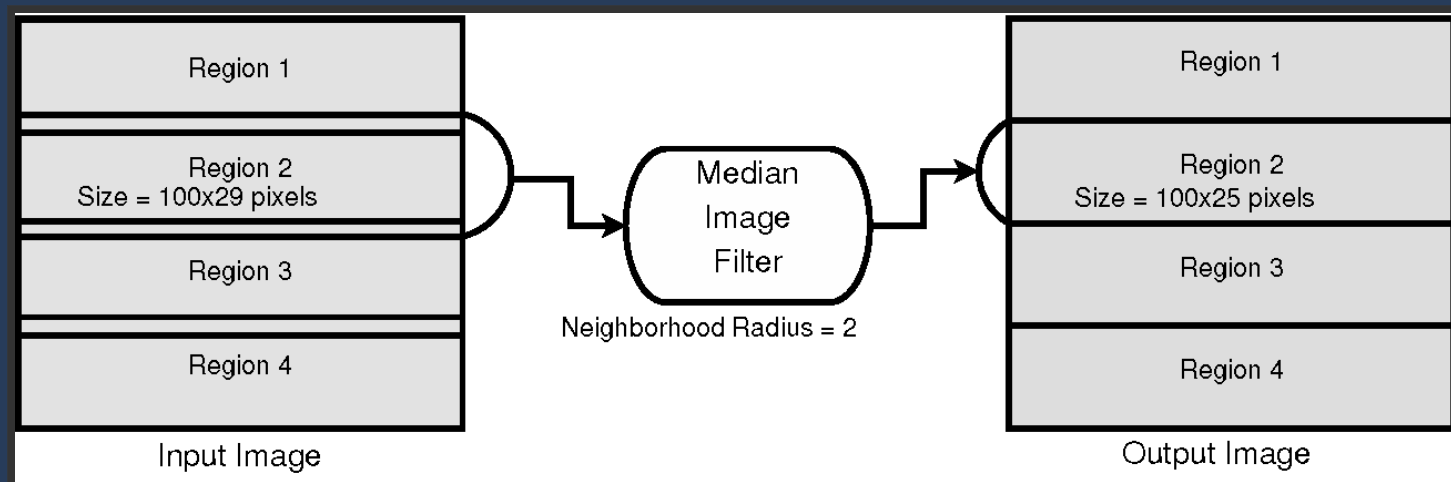 Region 1
Region 2
Size = 100x29 pixels
Region 3
Region 4
Input Image
Median
Image
Filter
Neighborhood Radius = 2
Region 1
Region 2
Size = 100x25 pixels
Region 3
Region 4
Output Image